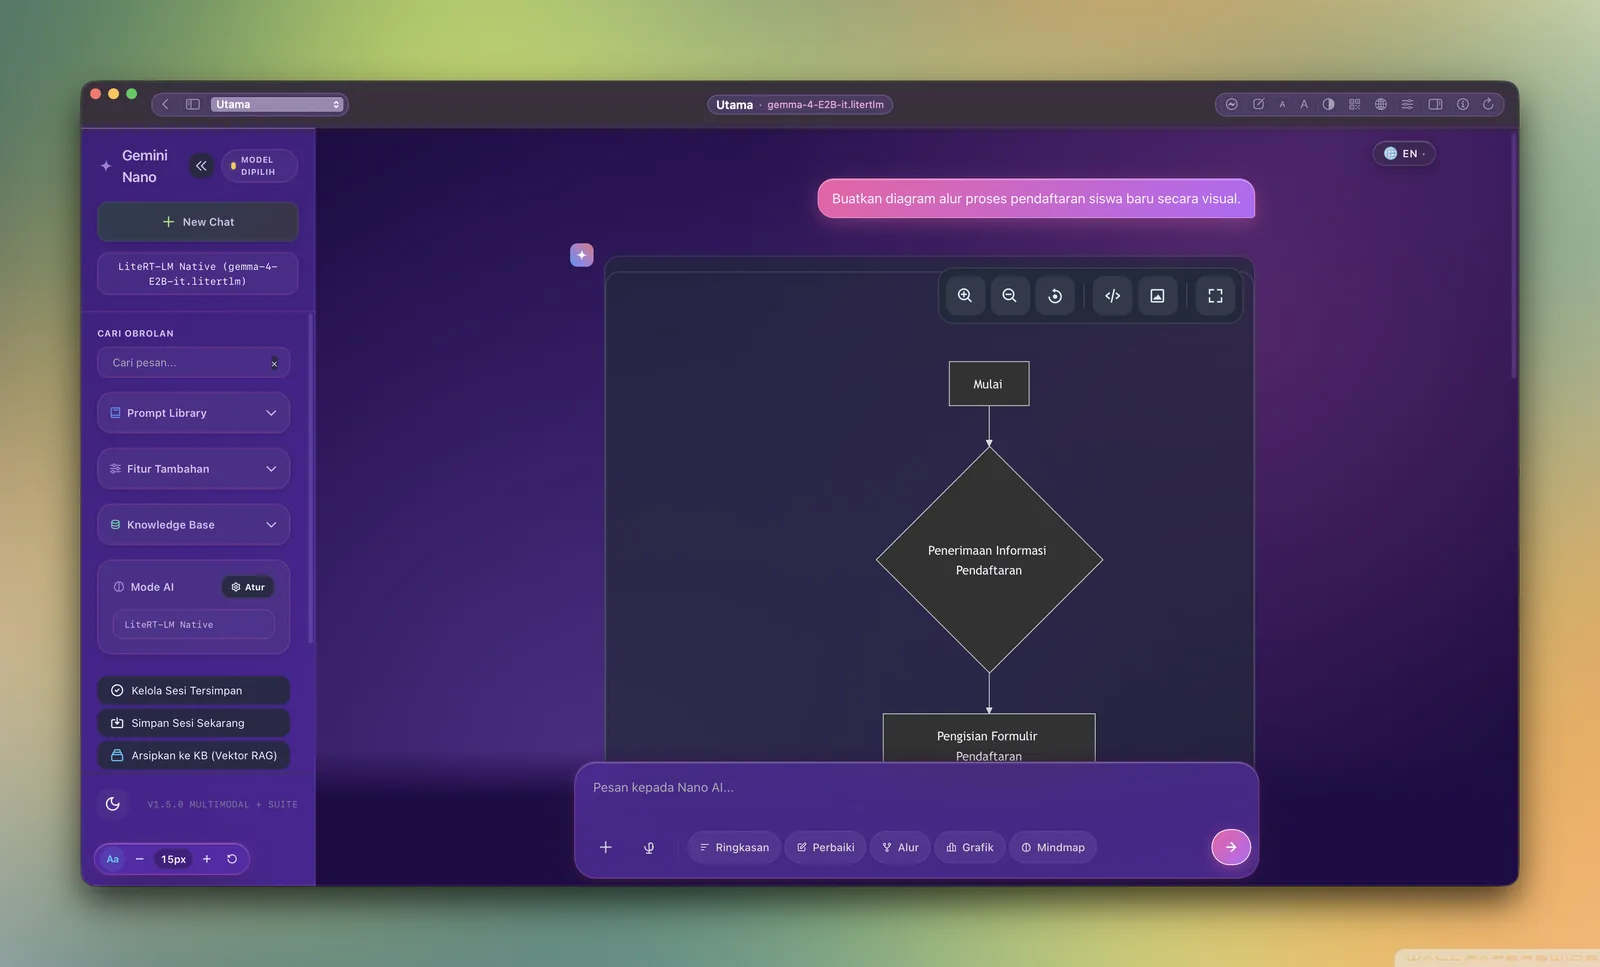 Utama
Utama · gemma-4-E2B-it.litertlm
A A
Gemini
Nano
MODEL
DIPILIH
New Chat
LiteRT-LM Native (gemma-4-
E2B-it.litertlm)
CARI OBROLAN
Cari pesan...
Prompt Library
Fitur Tambahan
Knowledge Base
Mode AI
Atur
LiteRT-LM Native
Kelola Sesi Tersimpan
Simpan Sesi Sekarang
Arsipkan ke KB (Vektor RAG)
V1.5.0 MULTIMODAL + SUITE
Aa − 15px +
EN
Buatkan diagram alur proses pendaftaran siswa baru secara visual.
Mulai
Penerimaan Informasi
Pendaftaran
Pengisian Formulir
Pendaftaran
Pesan kepada Nano AI...
Ringkasan
Perbaiki
Alur
Grafik
Mindmap